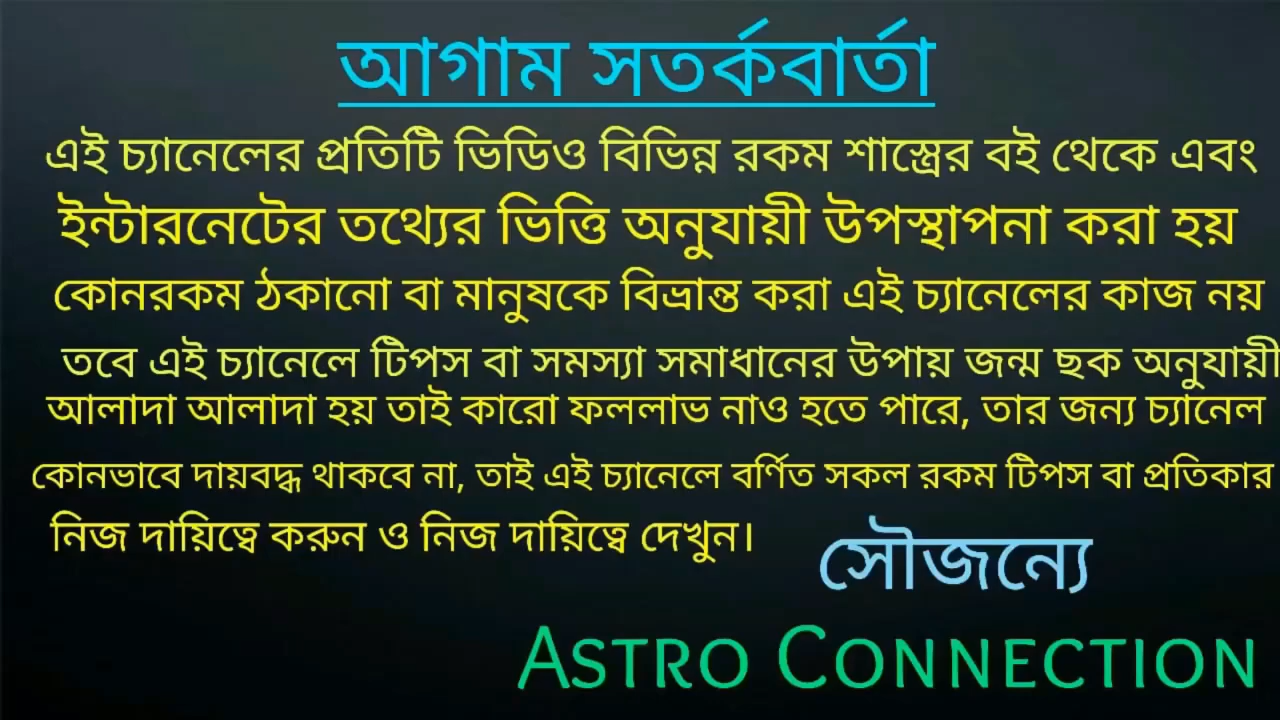 আগাম সতর্কবার্তা
এই চ্যানেলের প্রতিটি ভিডিও বিভিন্ন রকম শাস্ত্রের বই থেকে এবং
ইন্টারনেটের তথ্যের ভিত্তি অনুযায়ী উপস্থাপনা করা হয়
কোনরকম ঠকানো বা মানুষকে বিভ্রান্ত করা এই চ্যানেলের কাজ নয়
তবে এই চ্যানেলে টিপস বা সমস্যা সমাধানের উপায় জন্ম ছক অনুযায়ী
আলাদা আলাদা হয় তাই কারো ফললাভ নাও হতে পারে, তার জন্য চ্যানেল
কোনভাবে দায়বদ্ধ থাকবে না, তাই এই চ্যানেলে বর্ণিত সকল রকম টিপস বা প্রতিকার
নিজ দায়িত্বে করুন ও নিজ দায়িত্বে দেখুন।
সৌজন্যে
ASTRO CONNECTION